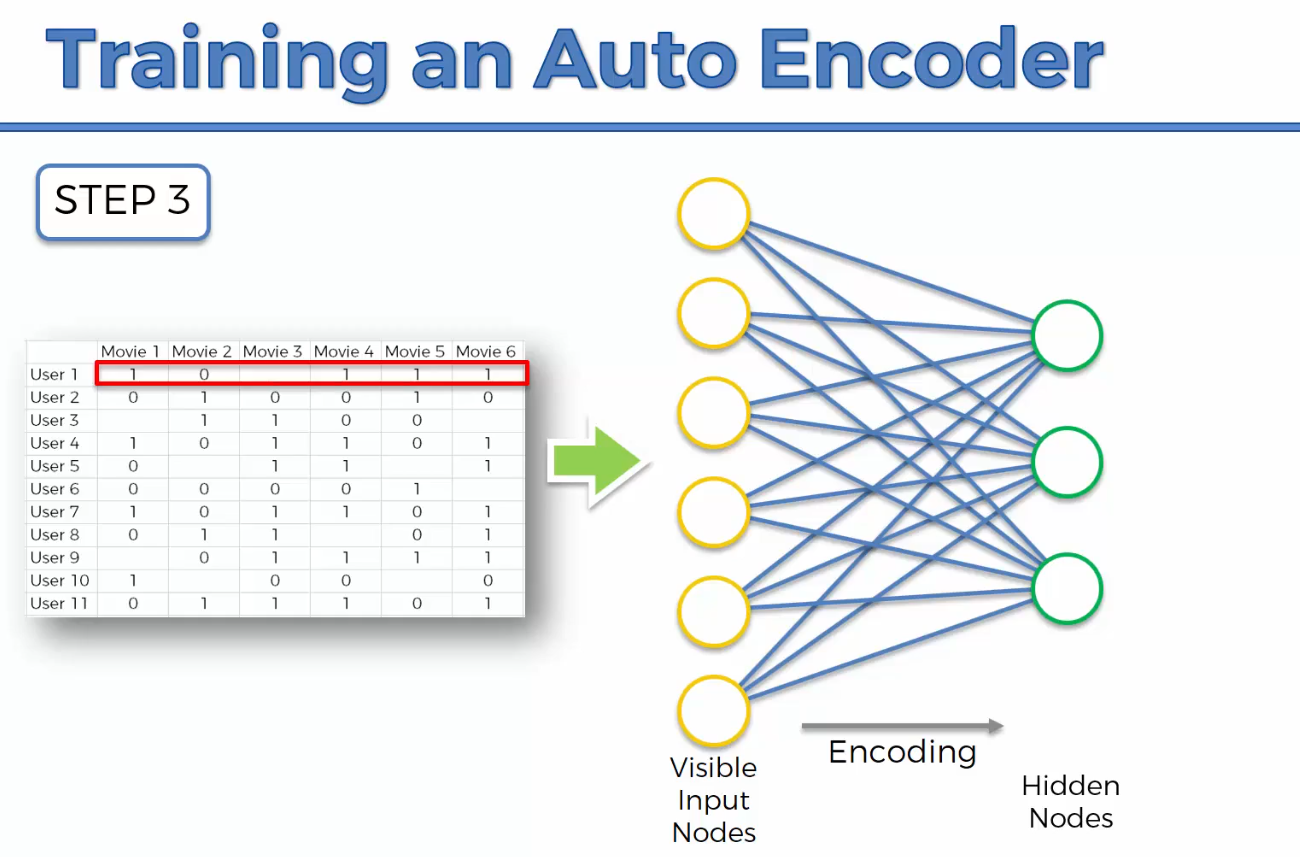 Training an Auto Encoder
STEP 3
Movie 1 Movie 2 Movie 3 Movie 4 Movie 5 Movie 6
User 1 1 0 1 1 1
User 2 0 1 0 0 1 0
User 3 1 1 0 0
User 4 1 0 1 1 0 1
User 5 0 1 1 1
User 6 0 0 0 0 1
User 7 1 0 1 1 0 1
User 8 0 1 1 0 1
User 9 0 1 1 1 1
User 10 1 0 0 0
User 11 0 1 1 1 0 1
Encoding
Visible
Input
Nodes
Hidden
Nodes